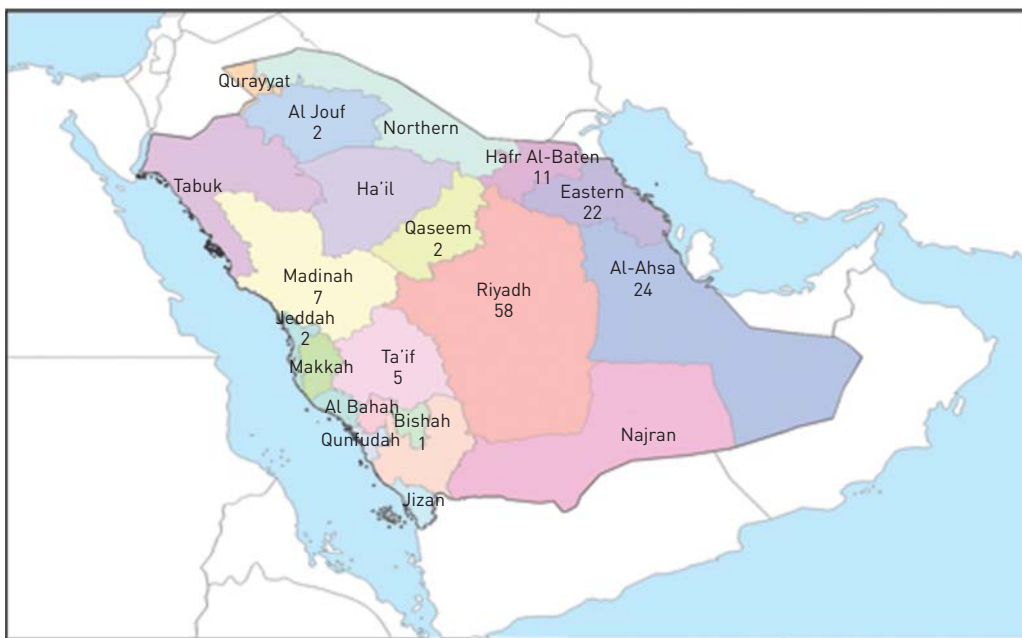 Qurayyat
Al Jouf
2
Northern
Hafr Al-Baten
11
Tabuk
Ha'il
Eastern
22
Qaseem
2
Al-Ahsa
24
Madinah
7
Riyadh
58
Jeddah
2
Makkah
Ta'if
5
Al Bahah
Bishah
1
Qunfudah
Najran
Jizan